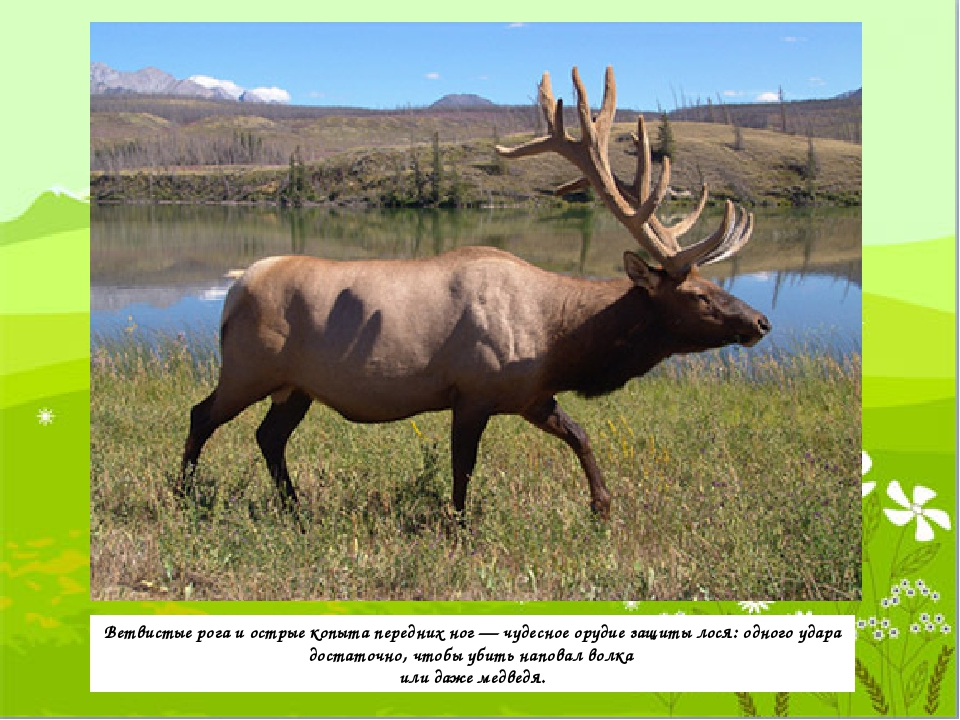 Ветвистые рога и острые копыта передних ног — чудесное орудие защиты лося: одного удара
достаточно, чтобы убить наповал волка
или даже медведя.